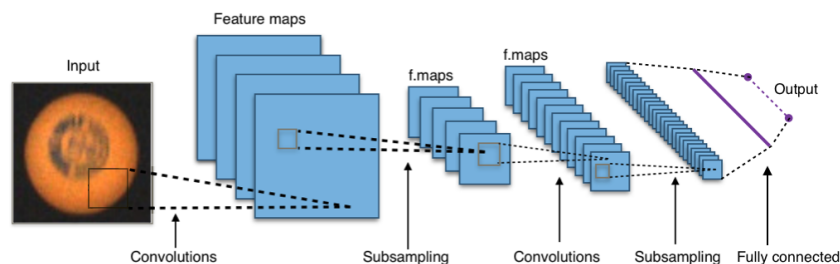 Feature maps
Input
f.maps
f.maps
Output
Convolutions
Subsampling
Convolutions
Subsampling
Fully connected